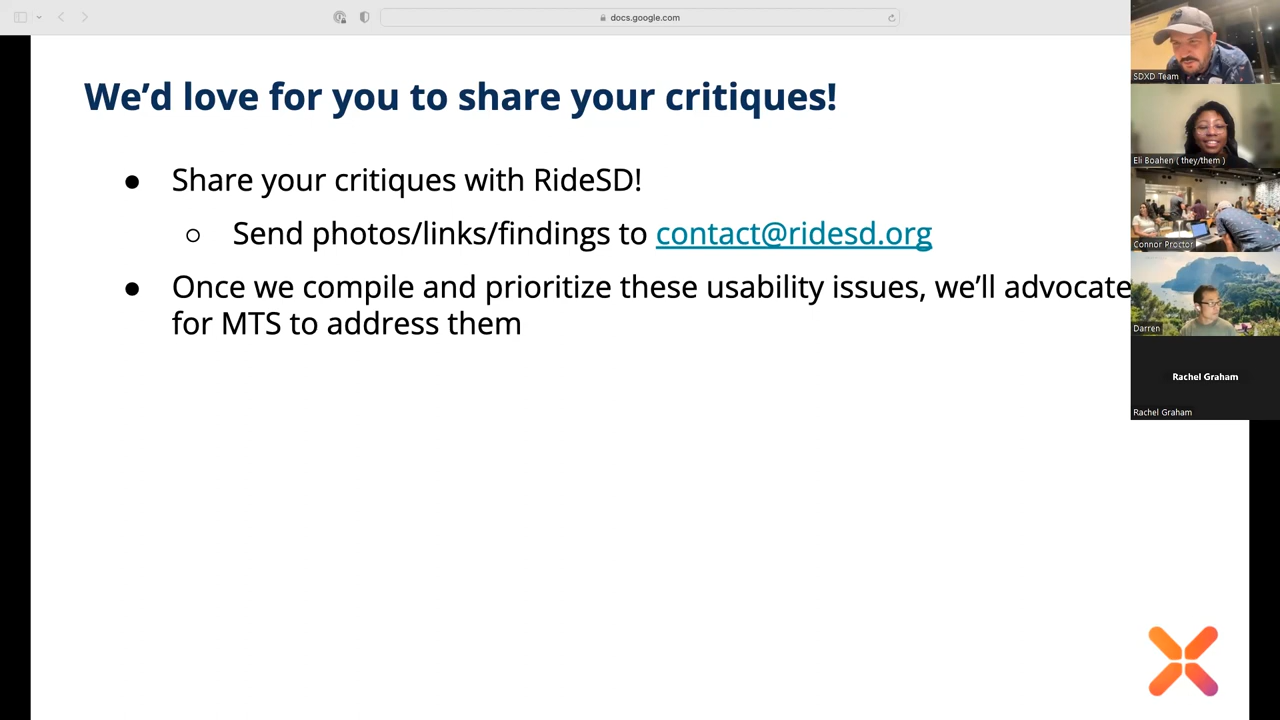 docs.google.com
We’d love for you to share your critiques!
● Share your critiques with RideSD!
○ Send photos/links/findings to contact@ridesd.org
● Once we compile and prioritize these usability issues, we’ll advocate
for MTS to address them
SDXD Team
Eli Boahen ( they/them )
Connor Proctor
Darren
Rachel Graham
Rachel Graham